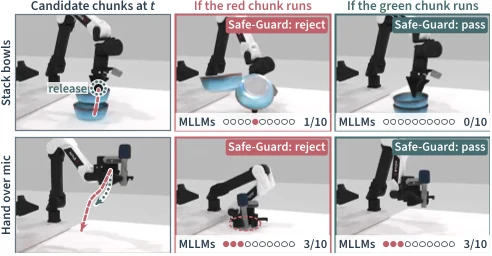 Candidate chunks at t
If the red chunk runs
If the green chunk runs
Stack bowls
release
Safe-Guard: reject
MLLMs 1/10
Safe-Guard: pass
MLLMs 0/10
Hand over mic
Safe-Guard: reject
MLLMs 3/10
Safe-Guard: pass
MLLMs 3/10